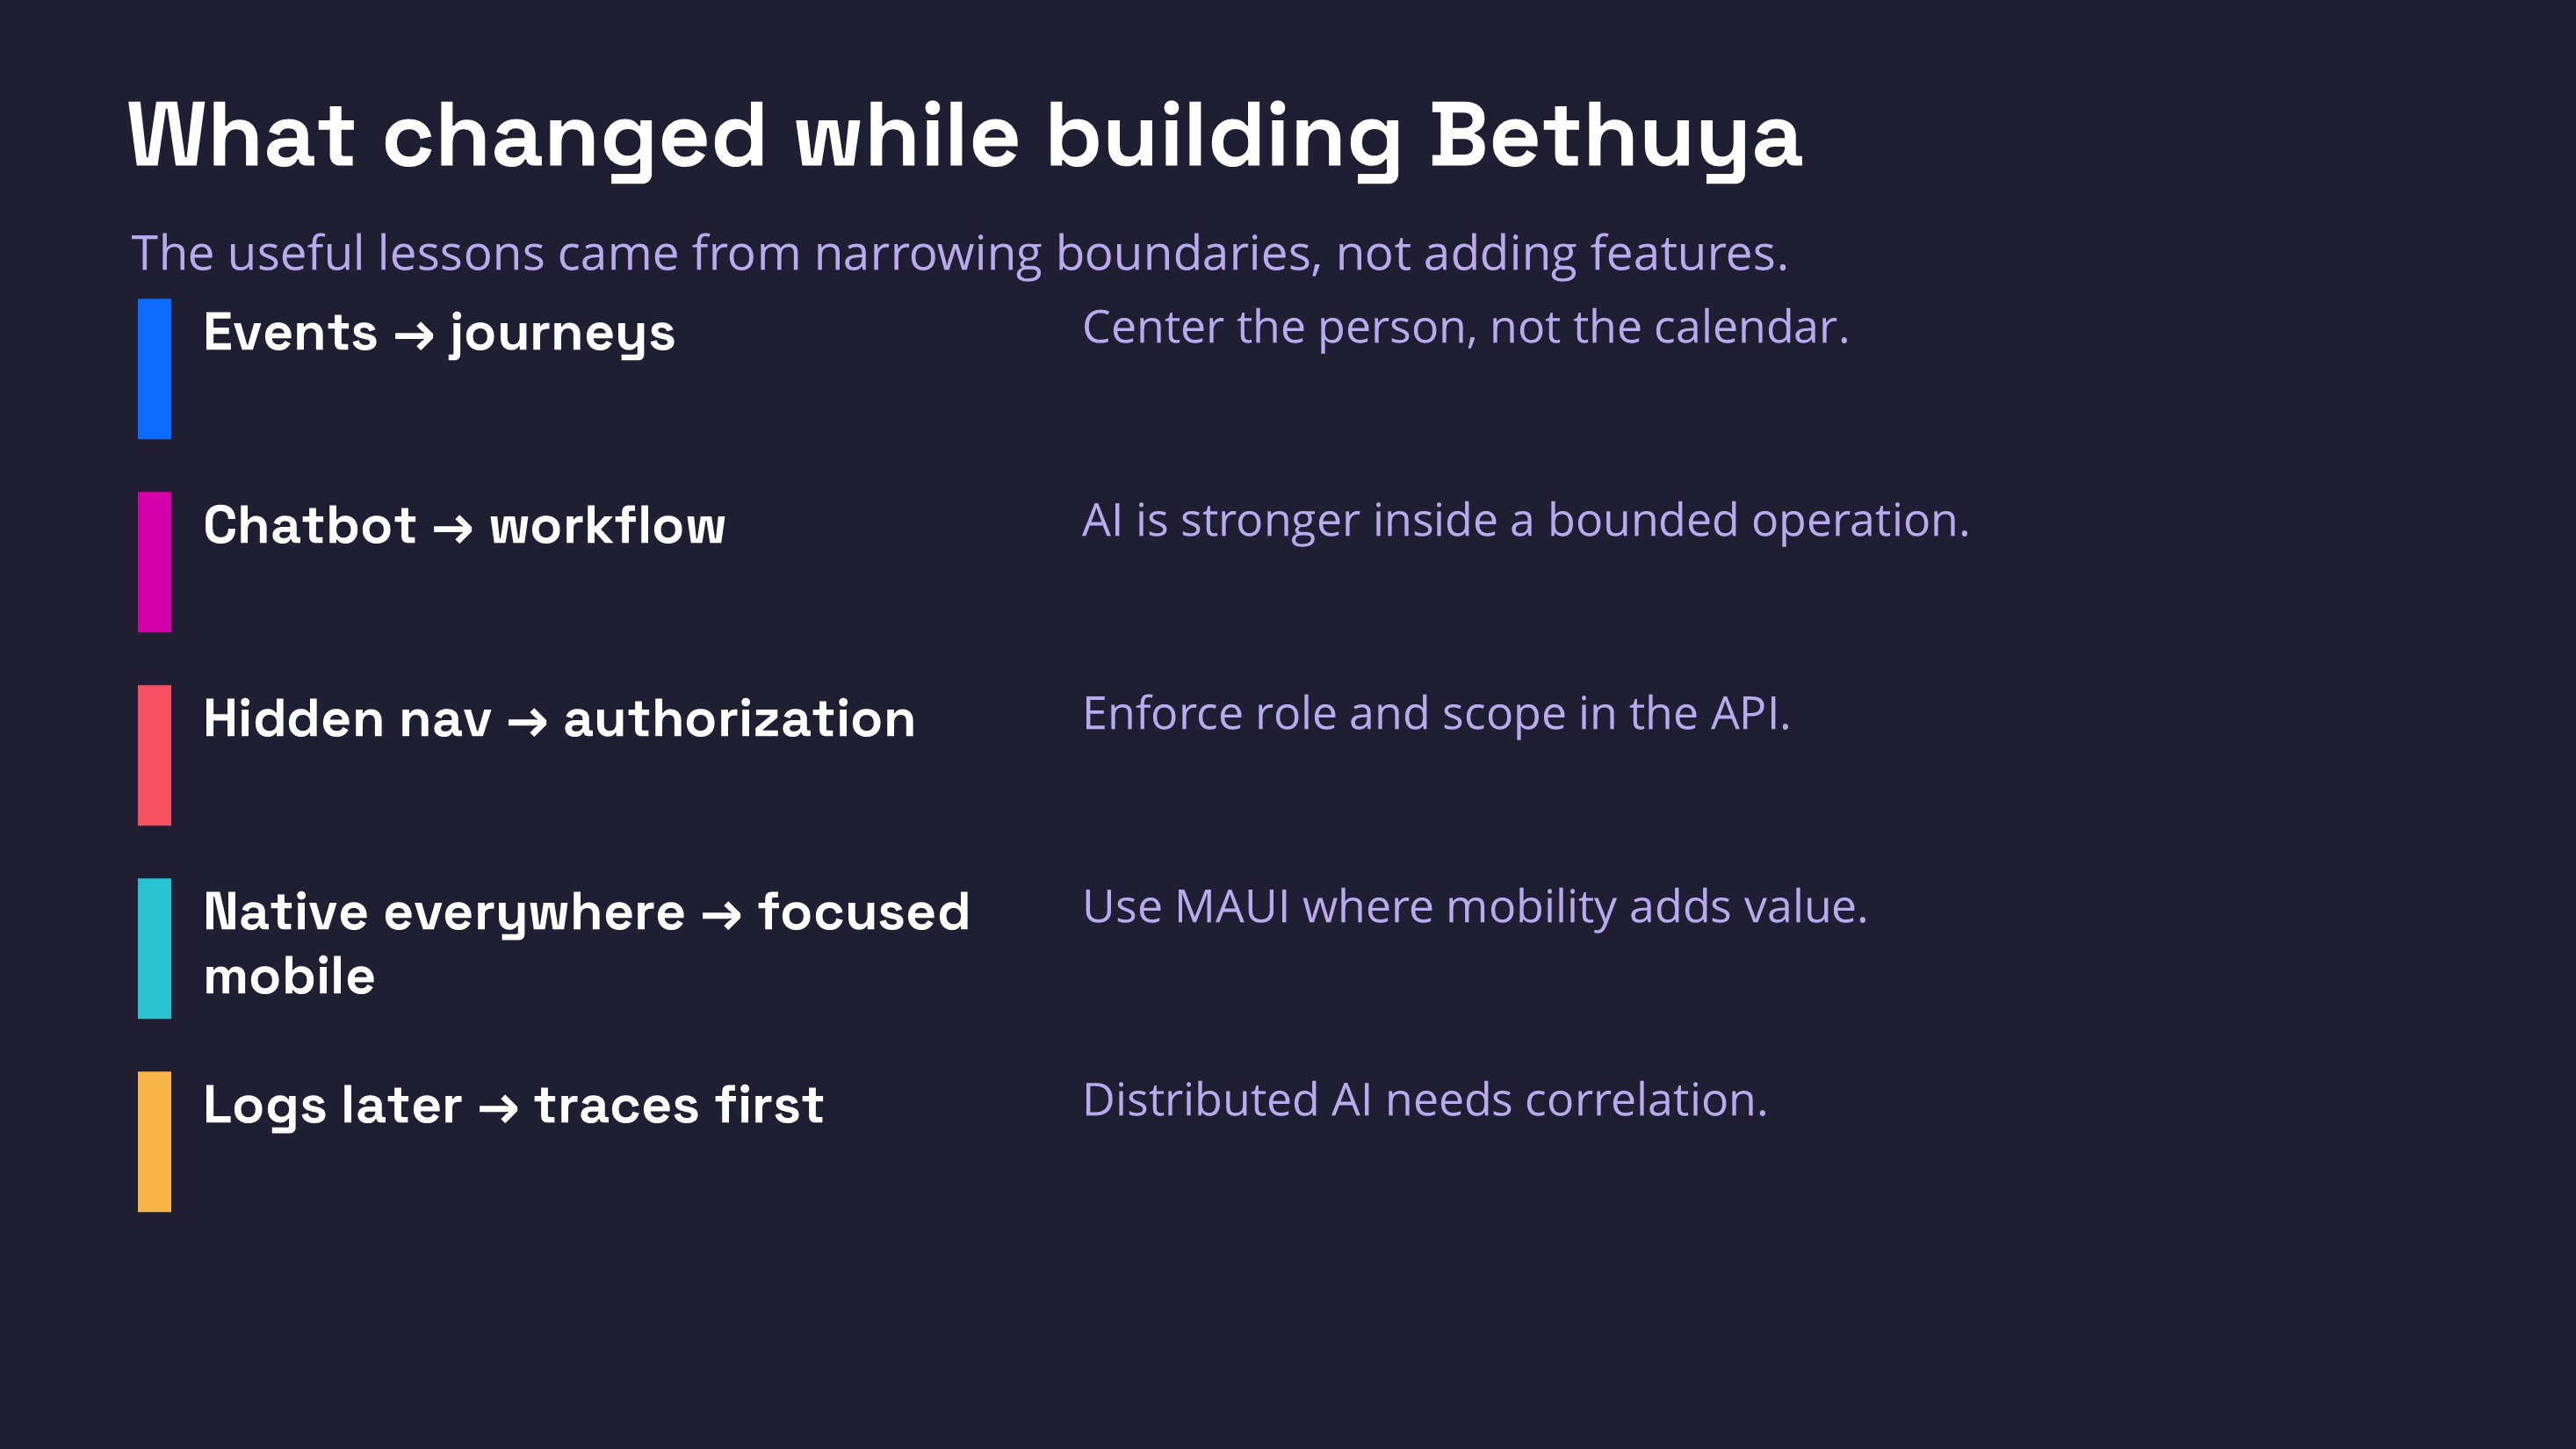 What changed while building Bethuya
The useful lessons came from narrowing boundaries, not adding features.
Events → journeys
Center the person, not the calendar.
Chatbot → workflow
AI is stronger inside a bounded operation.
Hidden nav → authorization
Enforce role and scope in the API.
Native everywhere → focused
mobile
Use MAUI where mobility adds value.
Logs later → traces first
Distributed AI needs correlation.